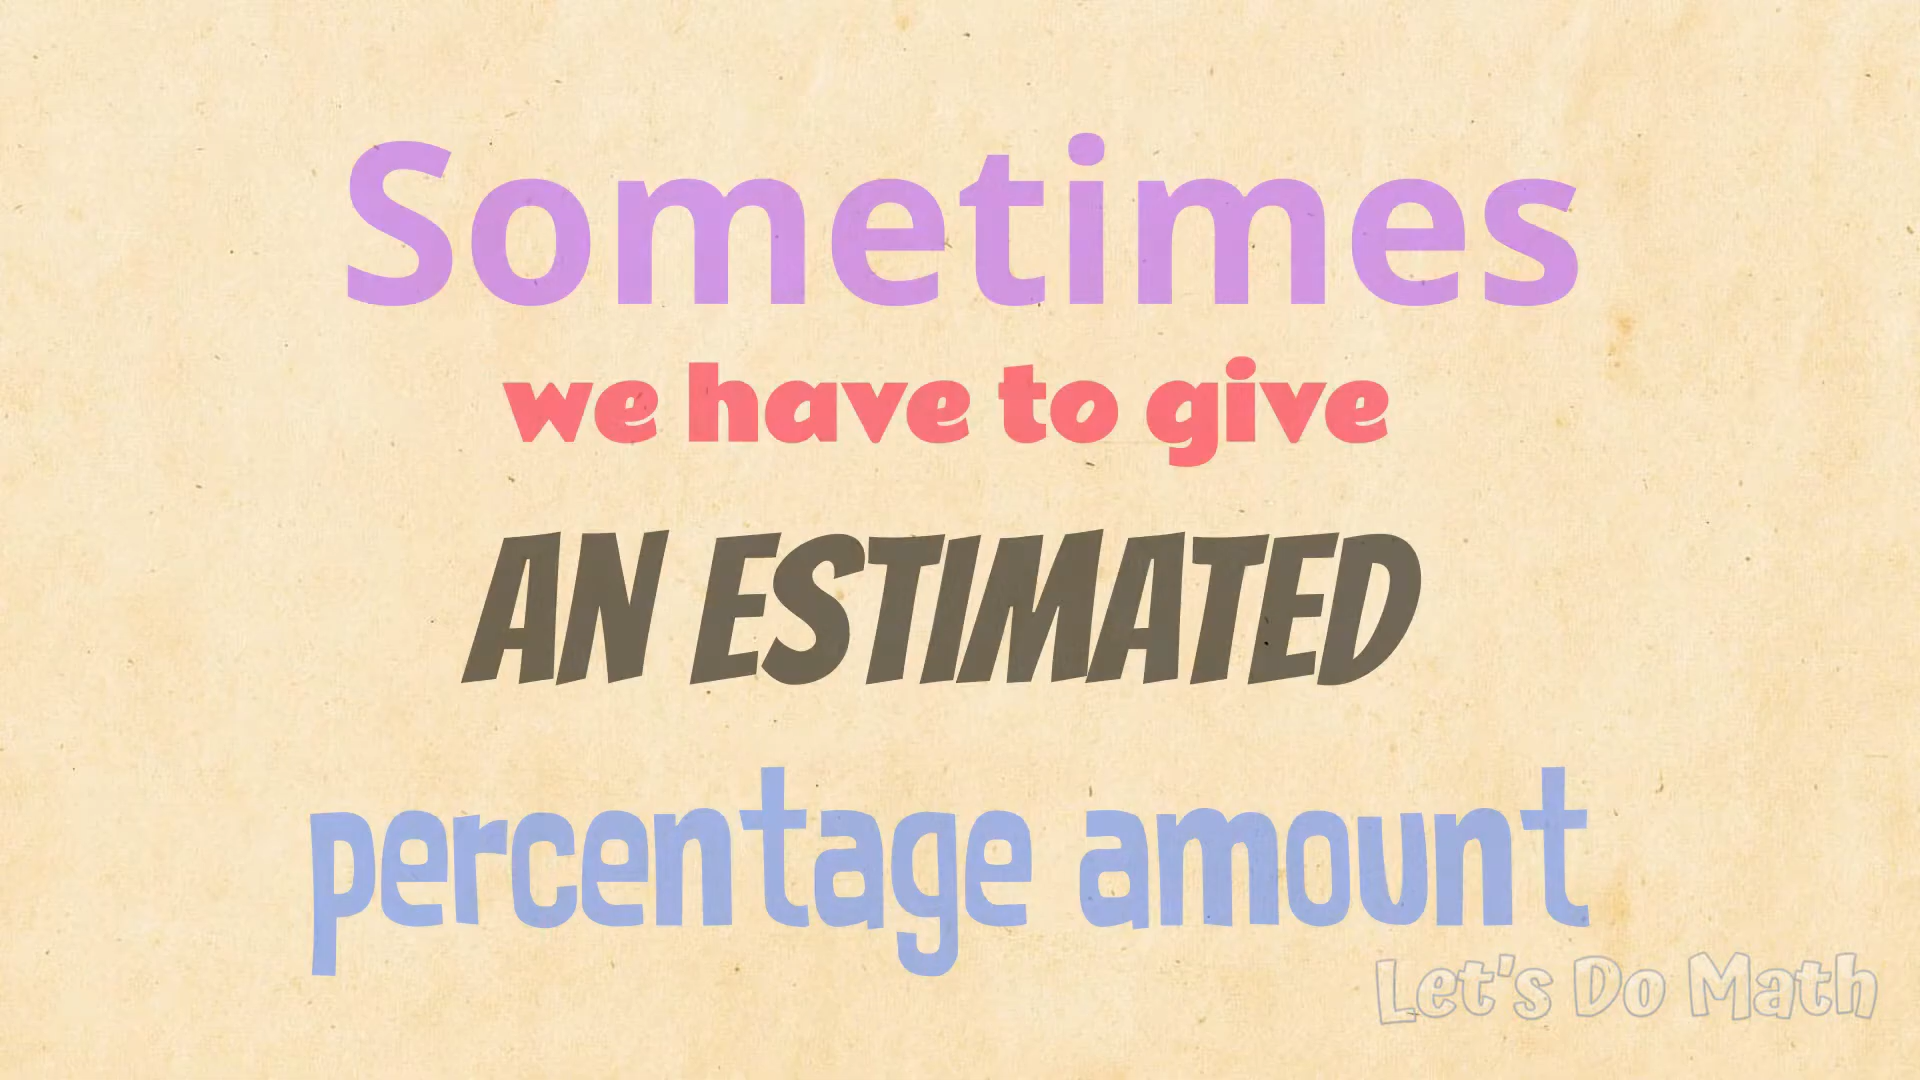 Sometimes
we have to give
AN ESTIMATED
percentage amount
Let's Do Math